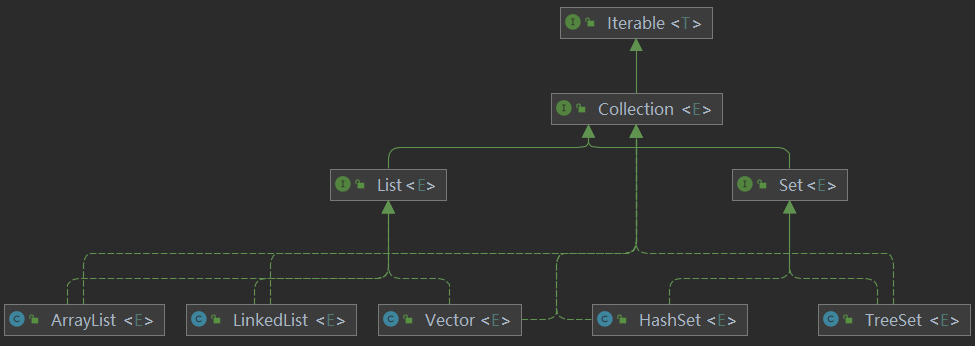 I Iterable <T>
I Collection <E>
I List <E>
I Set <E>
C ArrayList <E>
C LinkedList <E>
C Vector <E>
C HashSet <E>
C TreeSet <E>